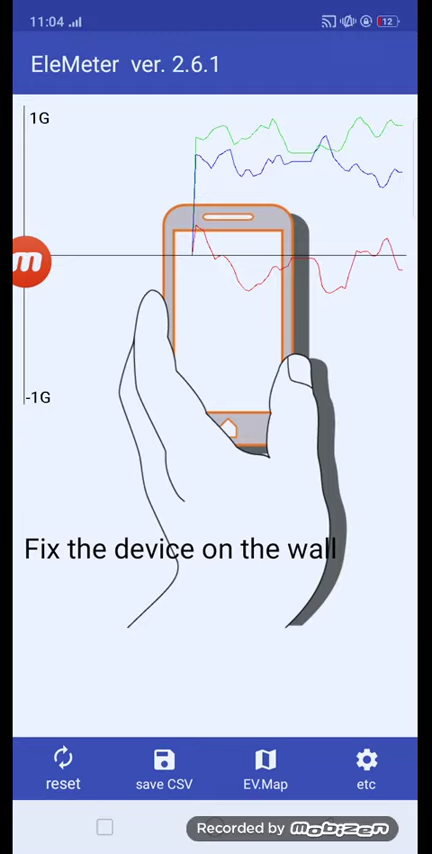 11:04
12
EleMeter ver. 2.6.1
1G
m
-1G
Fix the device on the wall
reset
save CSV
EV.Map
etc
Recorded by mobizen